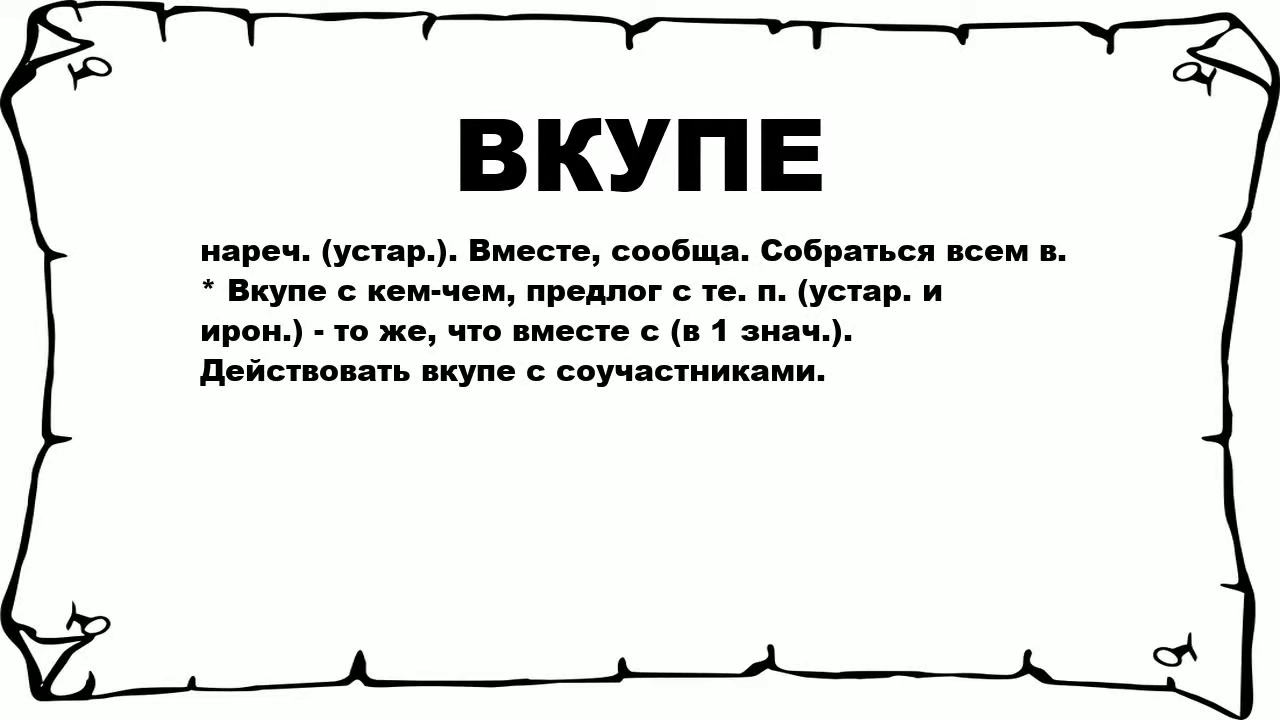 ВКУПЕ
нареч. (устар.). Вместе, сообща. Собраться всем в.
* Вкупе с кем-чем, предлог с те. п. (устар. и
ирон.) - то же, что вместе с (в 1 знач.).
Действовать вкупе с соучастниками.